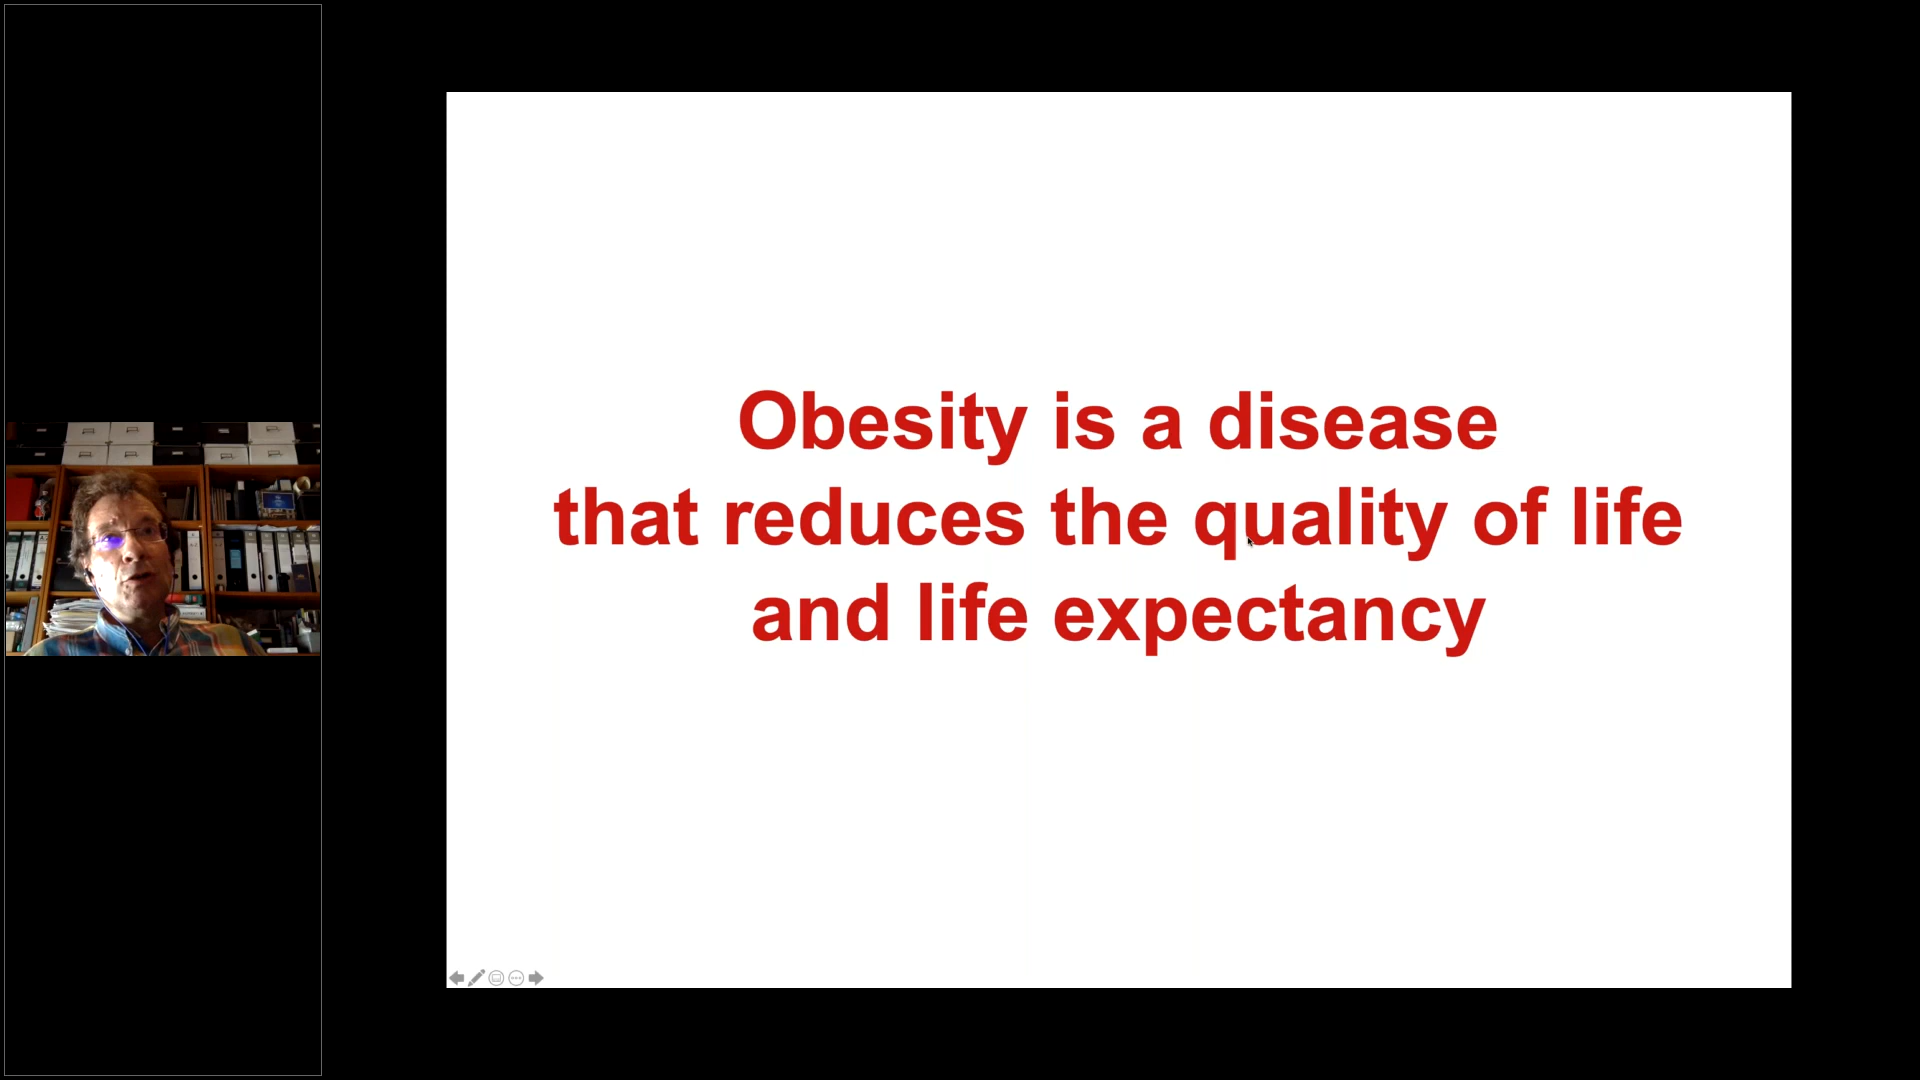 Obesity is a disease
that reduces the quality of life
and life expectancy